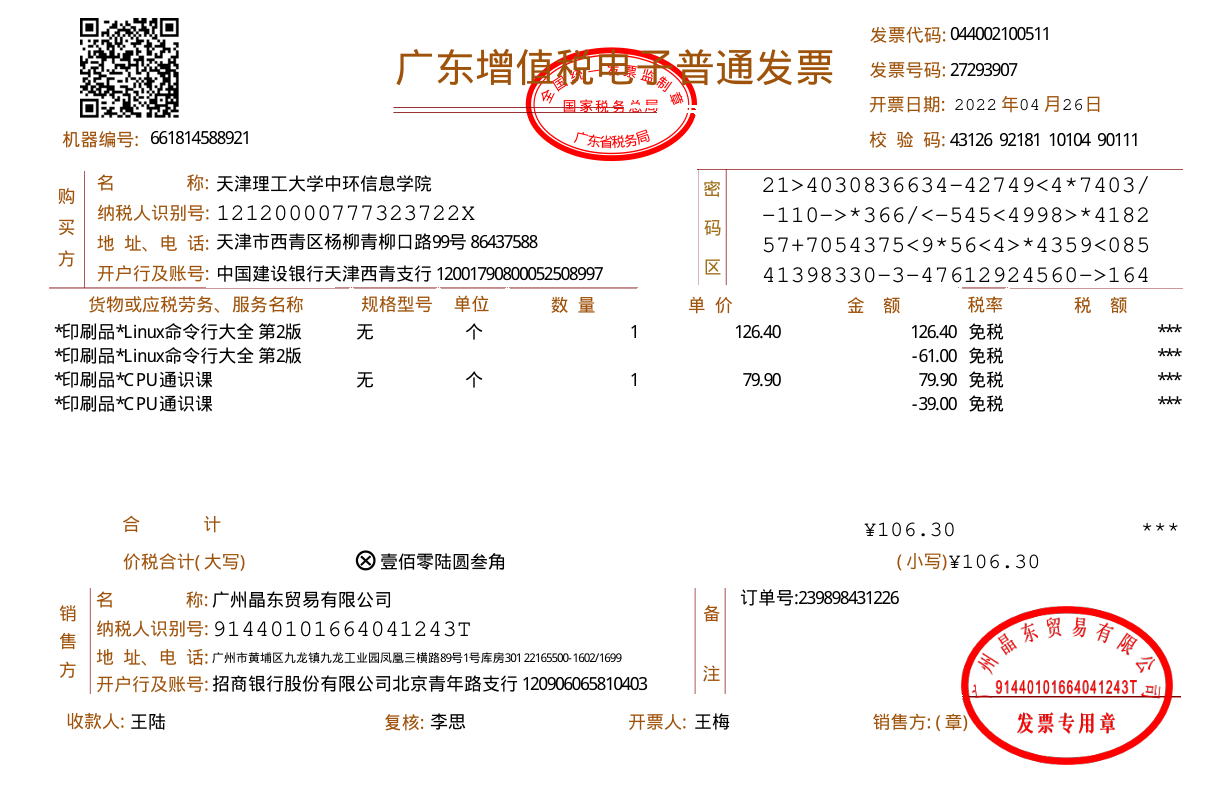 广东增值税电子普通发票
全国统一发票监制章
国家税务总局
广东省税务局
发票代码: 044002100511
发票号码: 27293907
开票日期: 2022 年04 月26日
校 验 码: 43126 92181 10104 90111
机器编号: 661814588921
购买方
名 称: 天津理工大学中环信息学院
纳税人识别号: 12120000777323722X
地 址、电 话: 天津市西青区杨柳青柳口路99号 86437588
开户行及账号: 中国建设银行天津西青支行 12001790800052508997
密码区
21>4030836634-42749<4*7403/
-110->*366/<-545<4998>*4182
57+7054375<9*56<4>*4359<085
41398330-3-47612924560->164
货物或应税劳务、服务名称 规格型号 单位 数 量 单 价 金 额 税率 税 额
*印刷品*Linux命令行大全 第2版 无 个 1 126.40 126.40 免税 ***
*印刷品*Linux命令行大全 第2版 -61.00 免税 ***
*印刷品*CPU通识课 无 个 1 79.90 79.90 免税 ***
*印刷品*CPU通识课 -39.00 免税 ***
合 计 ¥106.30 ***
价税合计(大写) ⊗壹佰零陆圆叁角 (小写)¥106.30
销售方
名 称: 广州晶东贸易有限公司
纳税人识别号: 91440101664041243T
地 址、电 话: 广州市黄埔区九龙镇九龙工业园凤凰三横路89号1号库房301 22165500-1602/1699
开户行及账号: 招商银行股份有限公司北京青年路支行 120906065810403
备注
订单号:239898431226
收款人: 王陆 复核: 李思 开票人: 王梅 销售方: (章)
广州晶东贸易有限公司
91440101664041243T
发票专用章